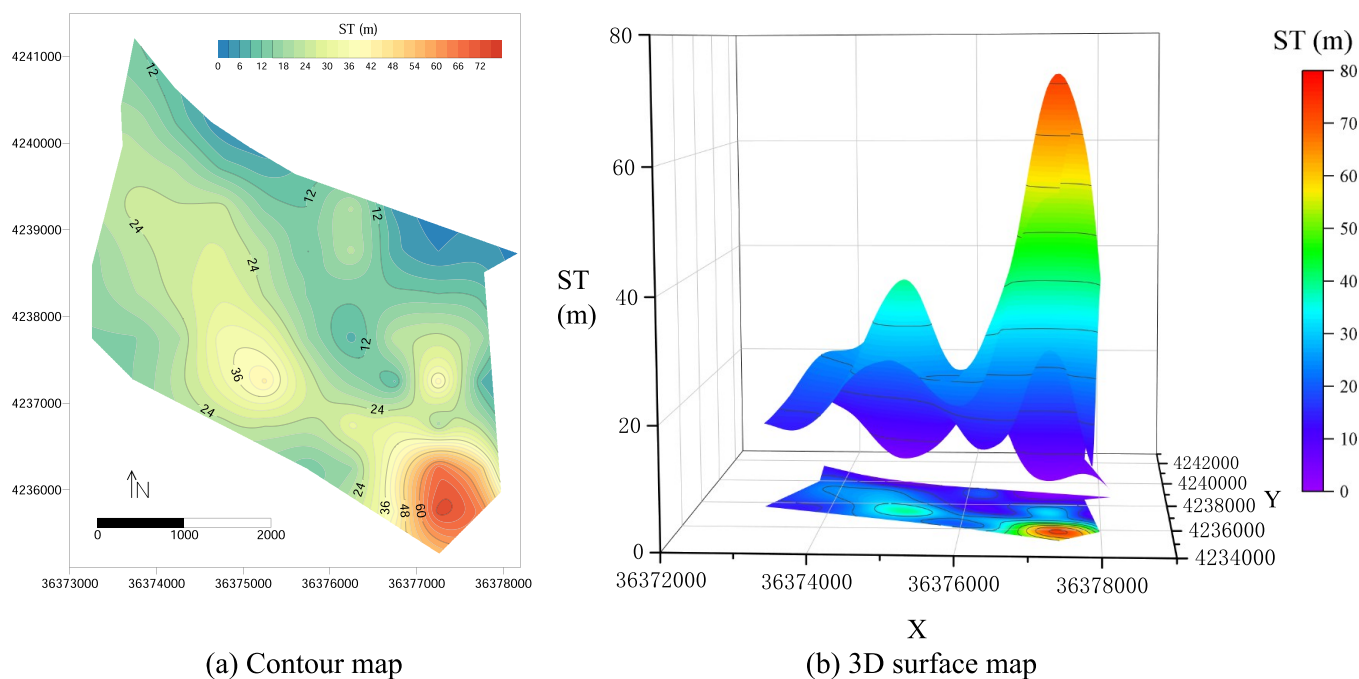 ST (m)
0 6 12 18 24 30 36 42 48 54 60 66 72
4241000
4240000
4239000
4238000
4237000
4236000
12
12
12
24
24
36
12
24
24
24
36
48
60
N
0 1000 2000
36373000 36374000 36375000 36376000 36377000 36378000
(a) Contour map
80
60
40
20
0
ST
(m)
36372000 36374000 36376000 36378000
X
4242000
4240000
4238000
4236000
4234000
Y
ST (m)
80
70
60
50
40
30
20
10
0
(b) 3D surface map